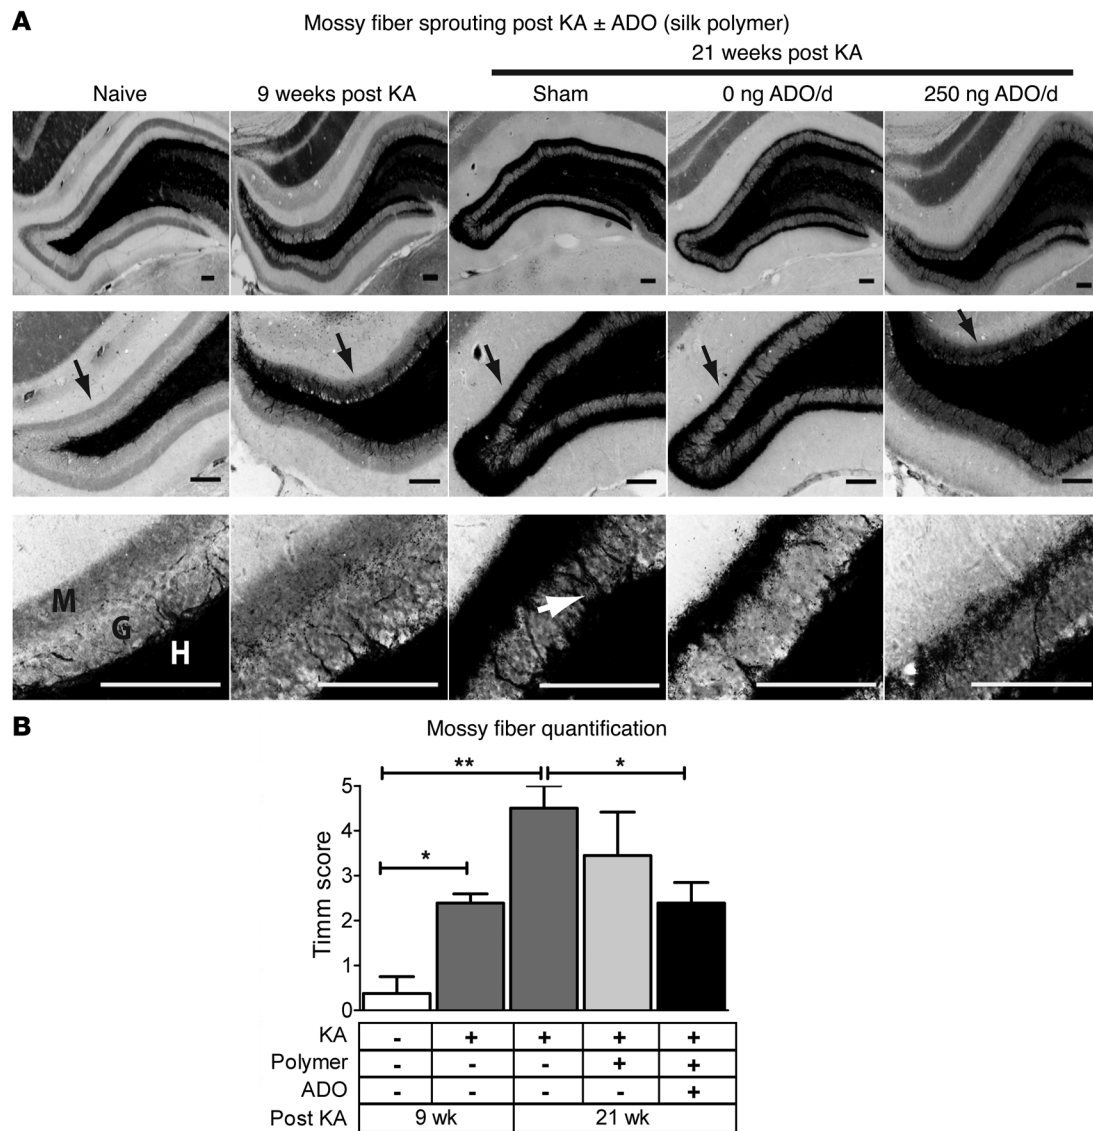 A
Mossy fiber sprouting post KA ± ADO (silk polymer)
21 weeks post KA
Naive 9 weeks post KA Sham 0 ng ADO/d 250 ng ADO/d
M
G
H
B
Mossy fiber quantification
** *
5
4
*
3
2
1
0
Timm score
KA - + + + +
Polymer - - - + +
ADO - - - - +
Post KA 9 wk 21 wk